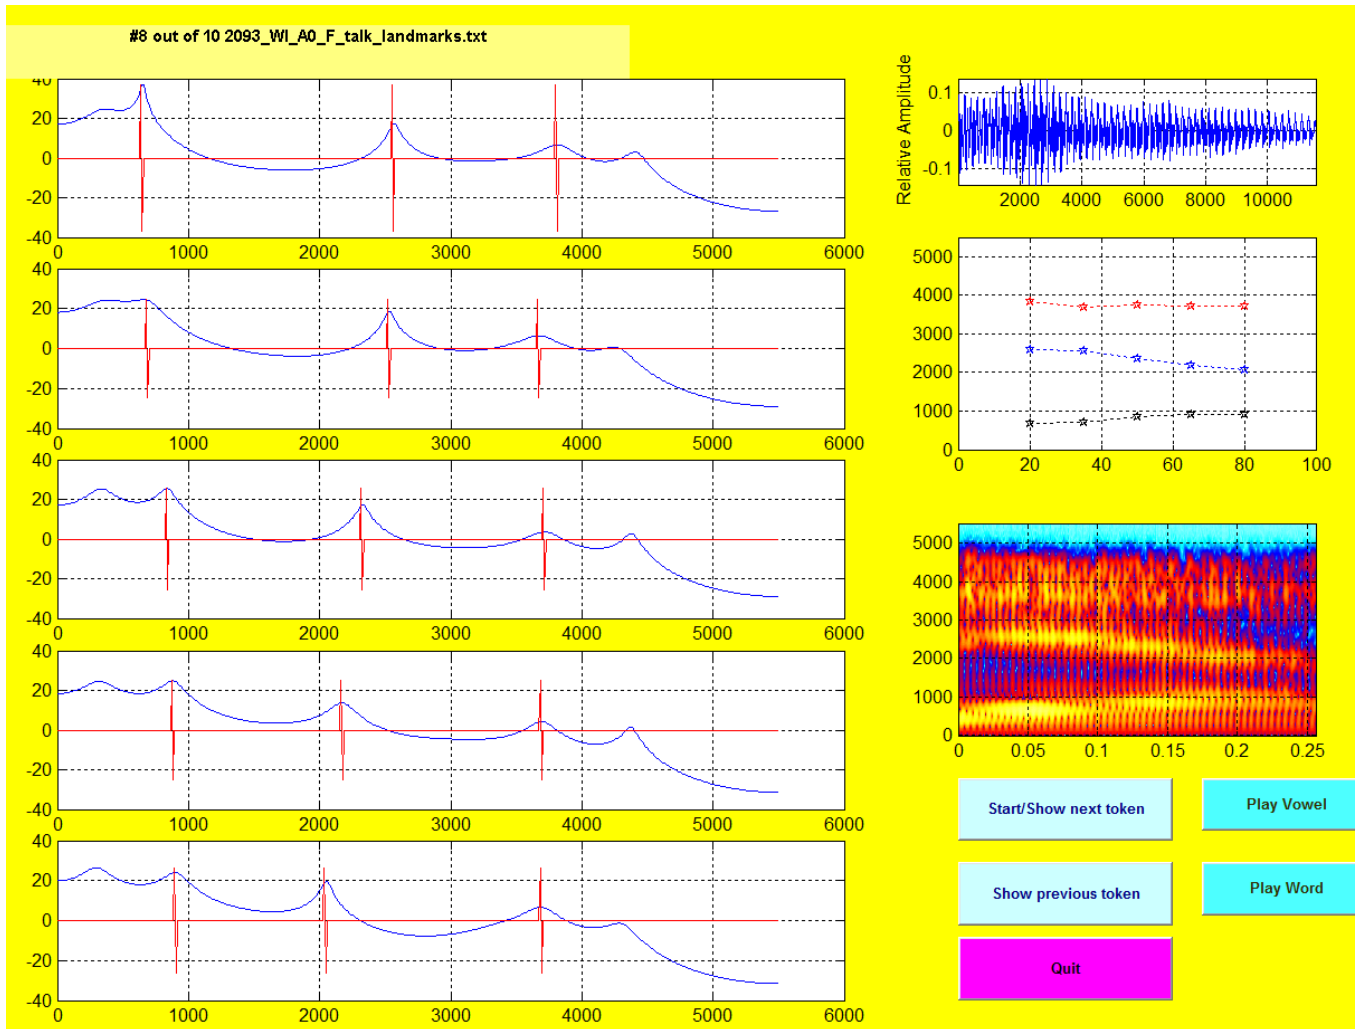 #8 out of 10 2093_WI_A0_F_talk_landmarks.txt
40
20
0
-20
-40
0 1000 2000 3000 4000 5000 6000
40
20
0
-20
-40
0 1000 2000 3000 4000 5000 6000
40
20
0
-20
-40
0 1000 2000 3000 4000 5000 6000
40
20
0
-20
-40
0 1000 2000 3000 4000 5000 6000
40
20
0
-20
-40
0 1000 2000 3000 4000 5000 6000
Relative Amplitude
0.1
0
-0.1
2000 4000 6000 8000 10000
5000
4000
3000
2000
1000
0
0 20 40 60 80 100
5000
4000
3000
2000
1000
0
0 0.05 0.1 0.15 0.2 0.25
Start/Show next token
Play Vowel
Show previous token
Play Word
Quit